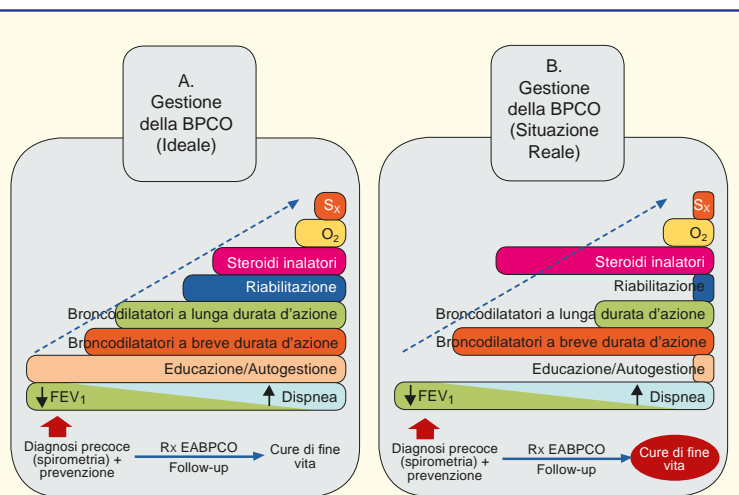 A.
Gestione
della BPCO
(Ideale)
Sx
O2
Steroidi inalatori
Riabilitazione
Broncodilatatori a lunga durata d'azione
Broncodilatatori a breve durata d'azione
Educazione/Autogestione
FEV1
Dispnea
Diagnosi precoce
(spirometria) +
prevenzione
Rx EABPCO
Follow-up
Cure di fine
vita
B.
Gestione
della BPCO
(Situazione
Reale)
Sx
O2
Steroidi inalatori
Riabilitazione
Broncodilatatori a lunga durata d'azione
Broncodilatatori a breve durata d'azione
Educazione/Autogestione
FEV1
Dispnea
Diagnosi precoce
(spirometria) +
prevenzione
Rx EABPCO
Follow-up
Cure di fine
vita